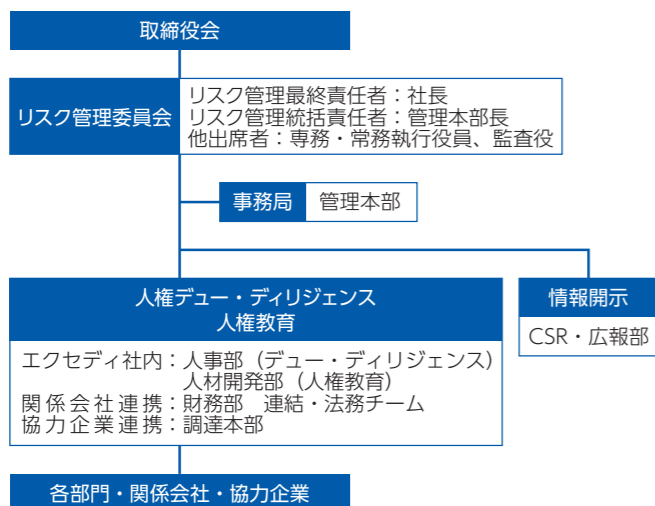 取締役会
リスク管理委員会
リスク管理最終責任者：社長
リスク管理統括責任者：管理本部長
他出席者：専務・常務執行役員、監査役
事務局
管理本部
人権デュー・ディリジェンス
人権教育
エクセディ社内：人事部（デュー・ディリジェンス）
人材開発部（人権教育）
関係会社連携：財務部　連結・法務チーム
協力企業連携：調達本部
情報開示
CSR・広報部
各部門・関係会社・協力企業